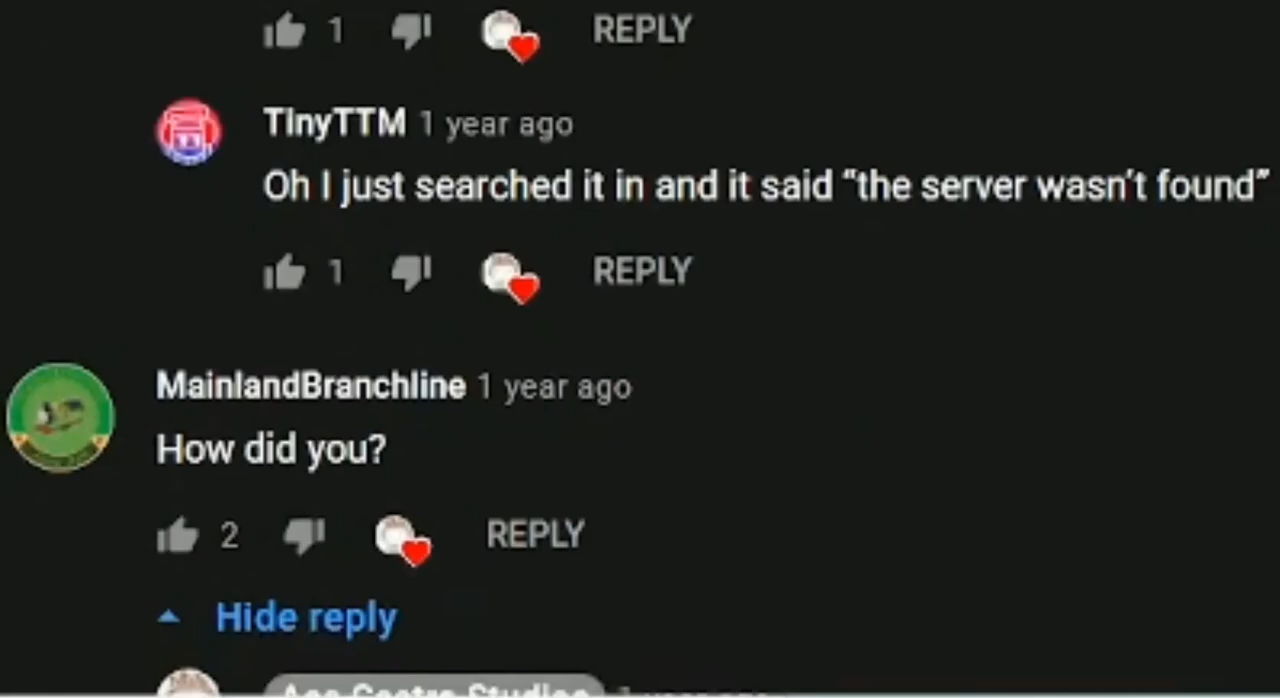 1 REPLY
TinyTTM 1 year ago
Oh I just searched it in and it said “the server wasn’t found”
1 REPLY
MainlandBranchline 1 year ago
How did you?
2 REPLY
Hide reply